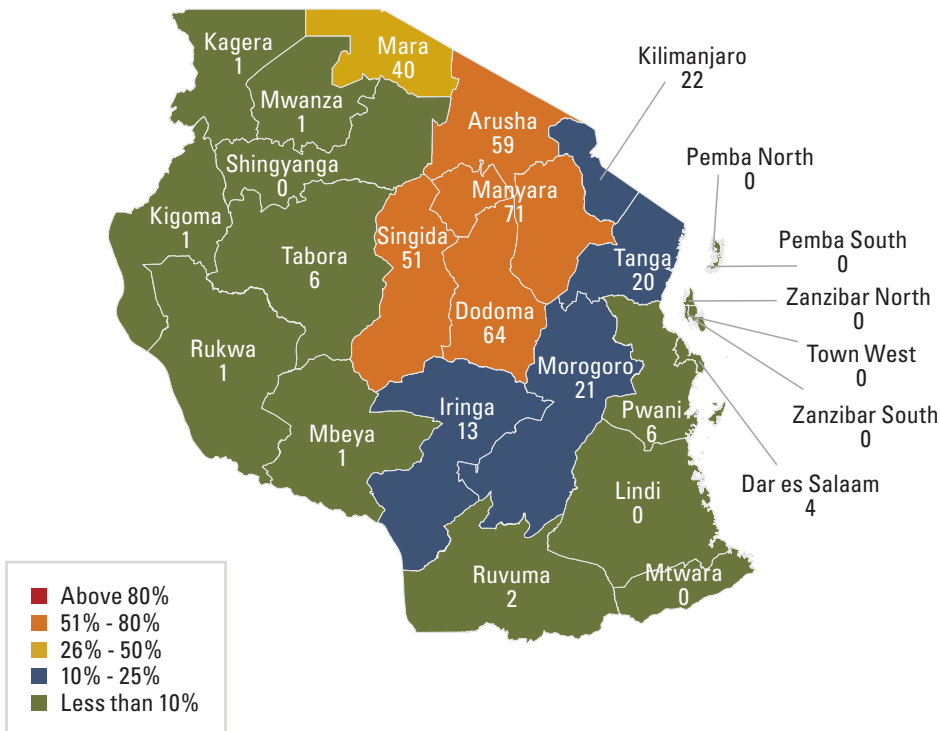 Kagera
1
Mara
40
Kilimanjaro
22
Mwanza
1
Arusha
59
Pemba North
0
Shingyanga
0
Manyara
71
Kigoma
1
Singida
51
Tabora
6
Tanga
20
Pemba South
0
Zanzibar North
0
Dodoma
64
Rukwa
1
Morogoro
21
Town West
0
Iringa
13
Pwani
6
Zanzibar South
0
Mbeya
1
Dar es Salaam
4
Lindi
0
Ruvuma
2
Mtwara
0
Above 80%
51% - 80%
26% - 50%
10% - 25%
Less than 10%